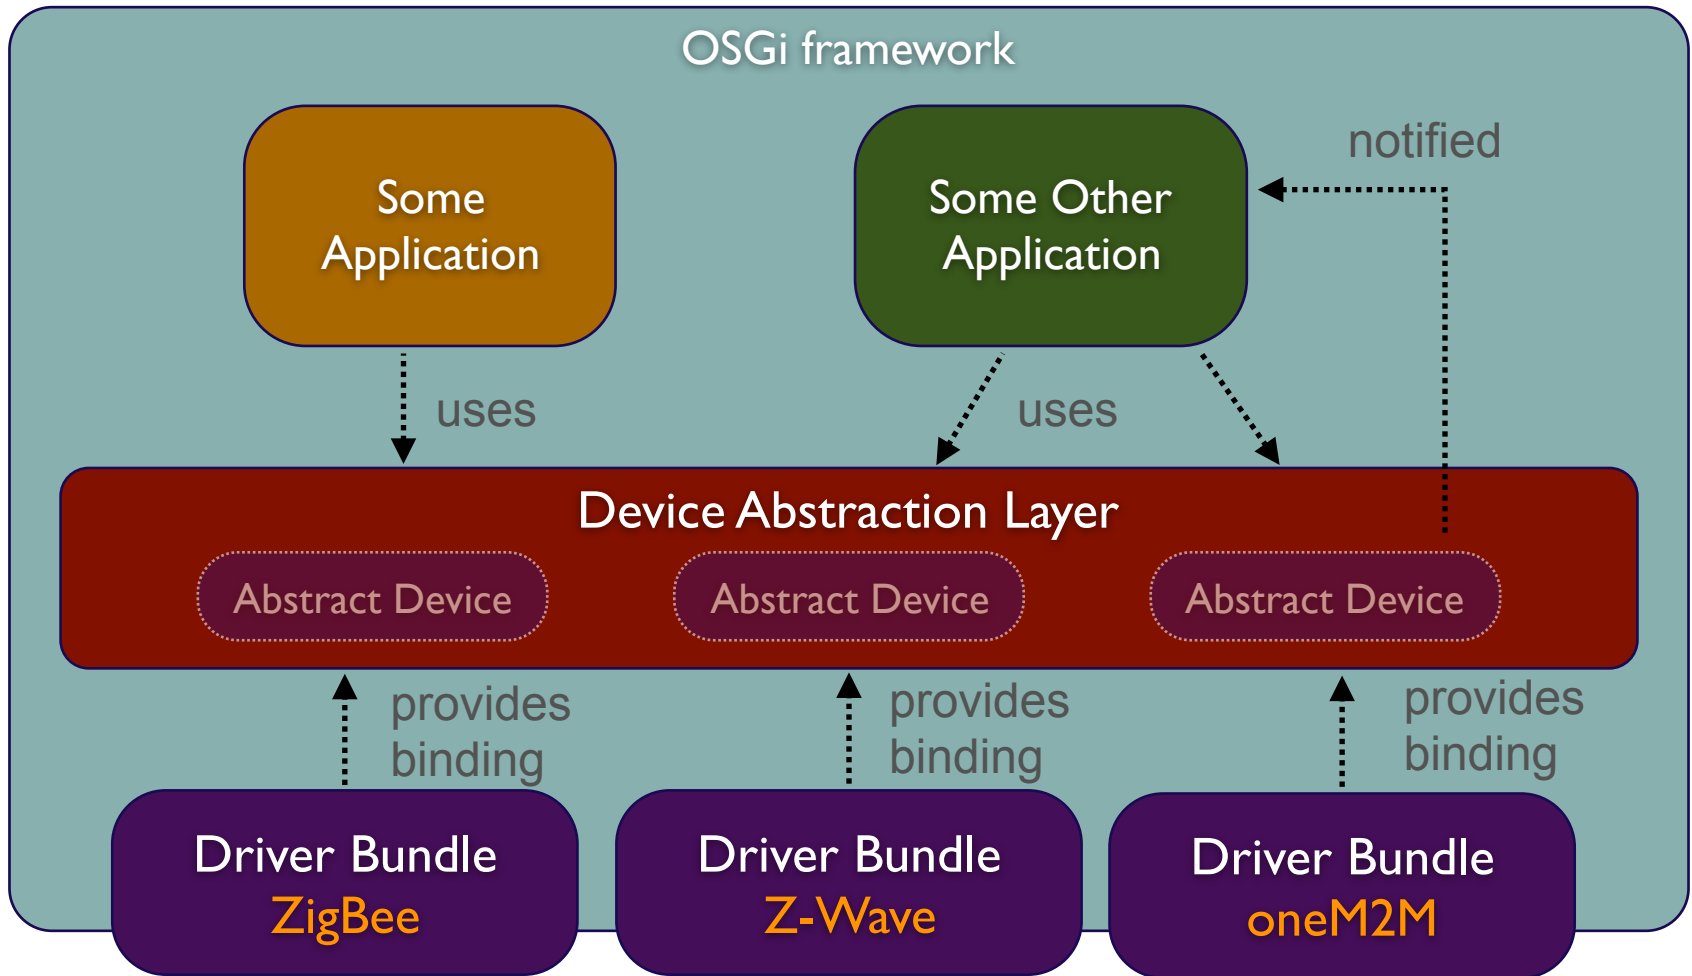 OSGi framework
Some
Application
Some Other
Application
notified
uses
uses
Device Abstraction Layer
Abstract Device
Abstract Device
Abstract Device
provides
binding
provides
binding
provides
binding
Driver Bundle
ZigBee
Driver Bundle
Z-Wave
Driver Bundle
oneM2M